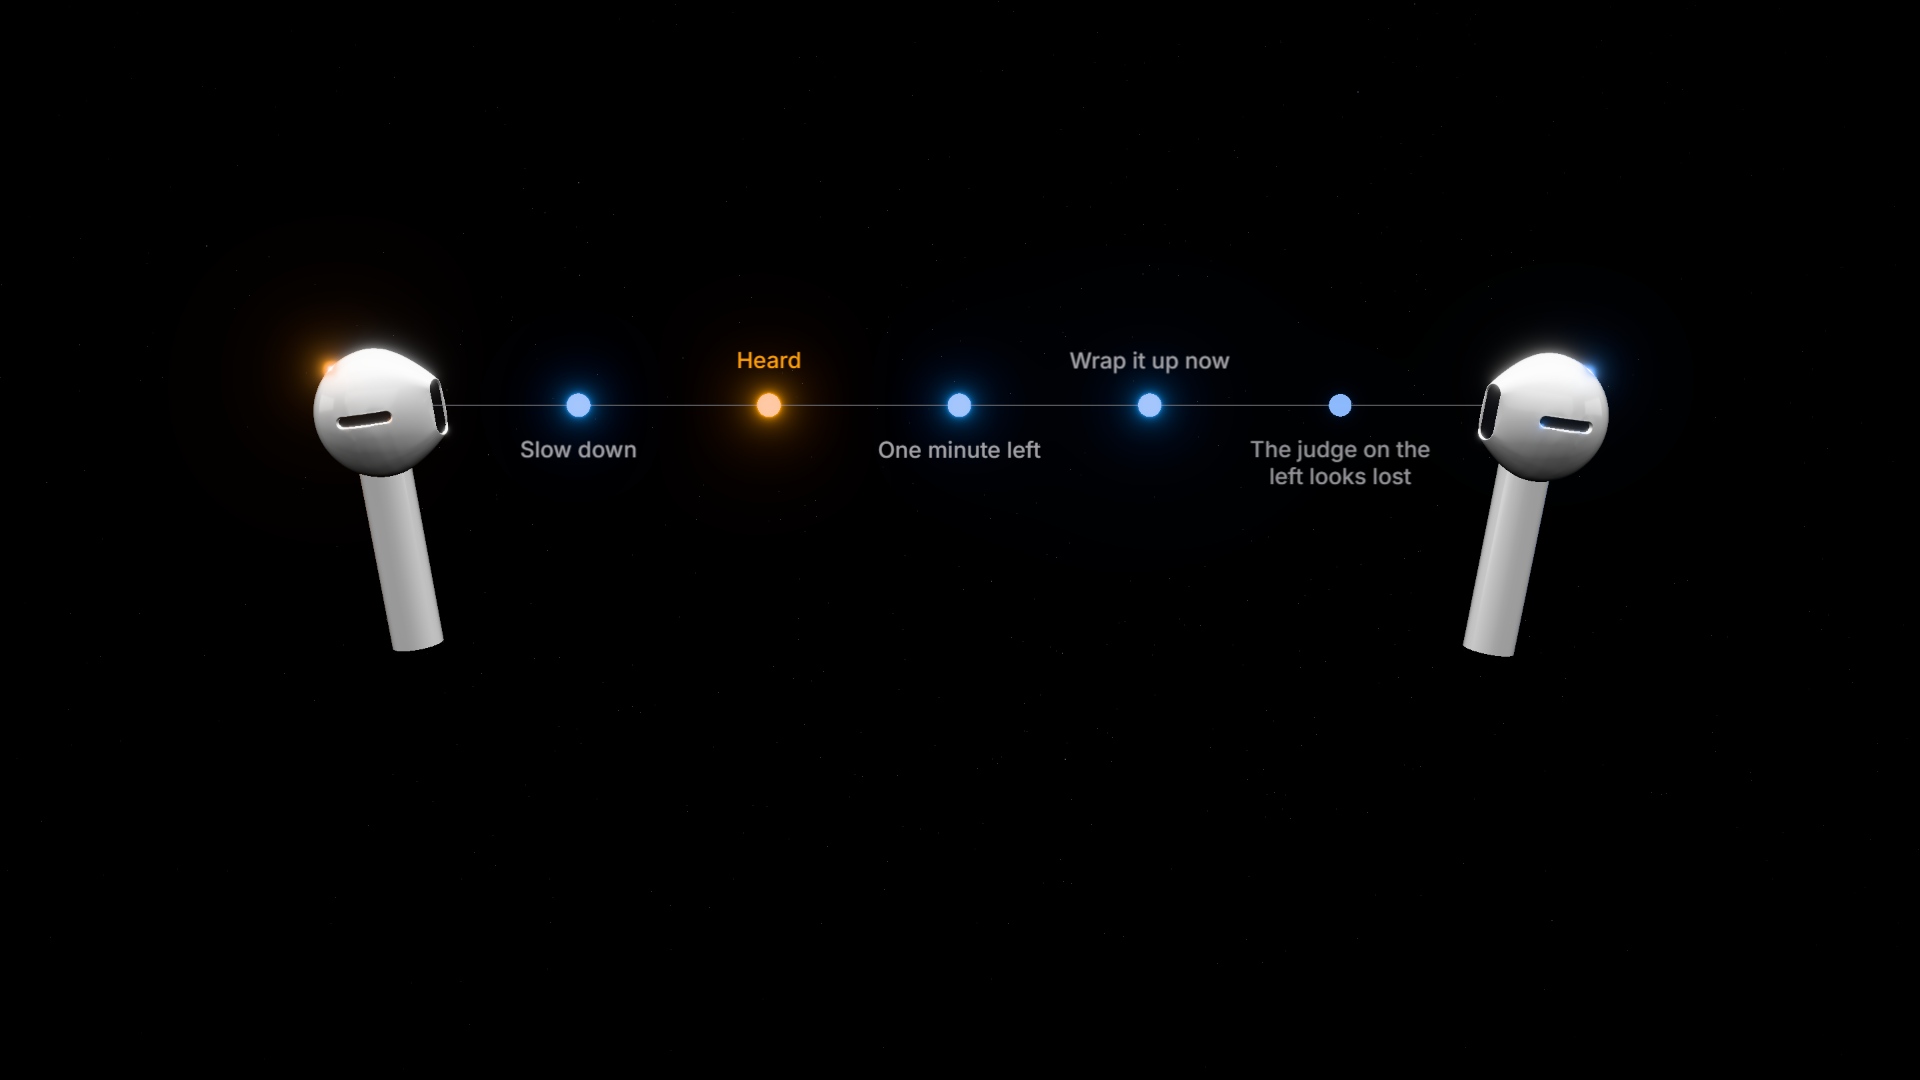 Heard
Wrap it up now
Slow down
One minute left
The judge on the
left looks lost